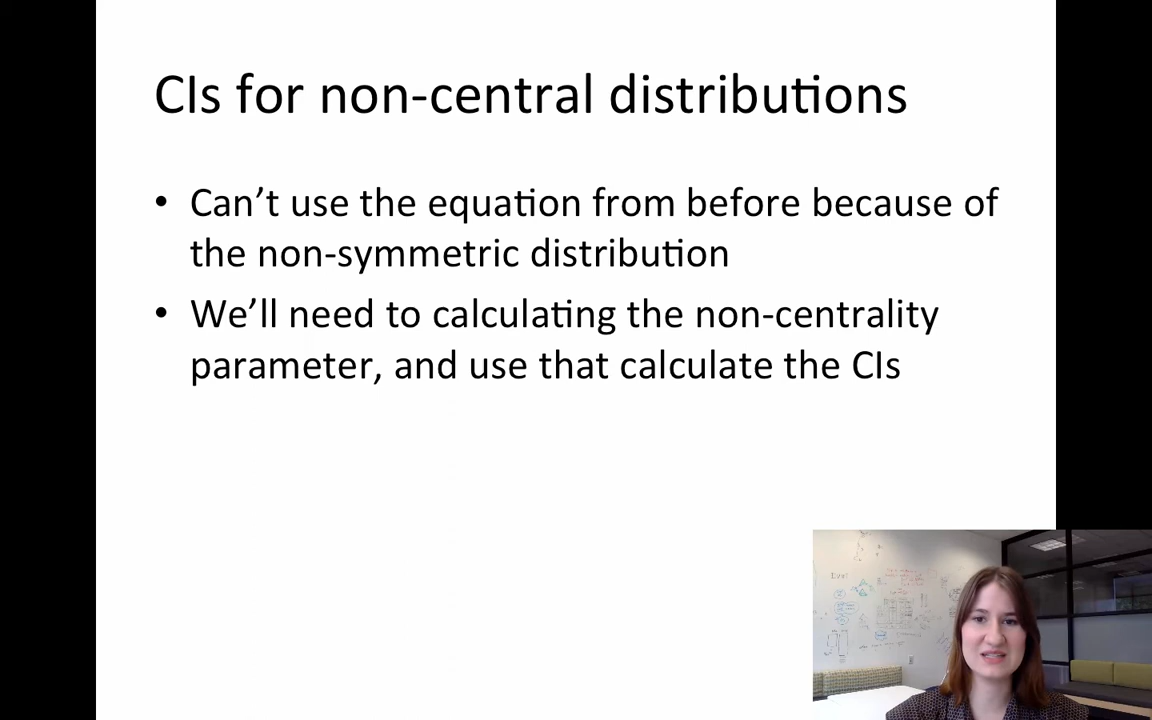 CIs for non-central distributions
• Can’t use the equation from before because of
the non-symmetric distribution
• We’ll need to calculating the non-centrality
parameter, and use that calculate the CIs